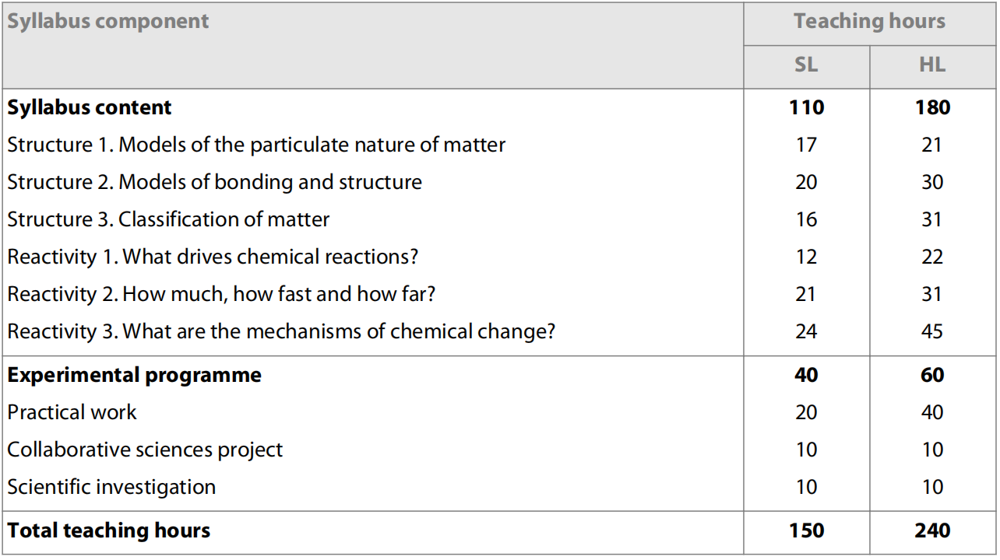 Syllabus component Teaching hours
SL HL
Syllabus content 110 180
Structure 1. Models of the particulate nature of matter 17 21
Structure 2. Models of bonding and structure 20 30
Structure 3. Classification of matter 16 31
Reactivity 1. What drives chemical reactions? 12 22
Reactivity 2. How much, how fast and how far? 21 31
Reactivity 3. What are the mechanisms of chemical change? 24 45
Experimental programme 40 60
Practical work 20 40
Collaborative sciences project 10 10
Scientific investigation 10 10
Total teaching hours 150 240